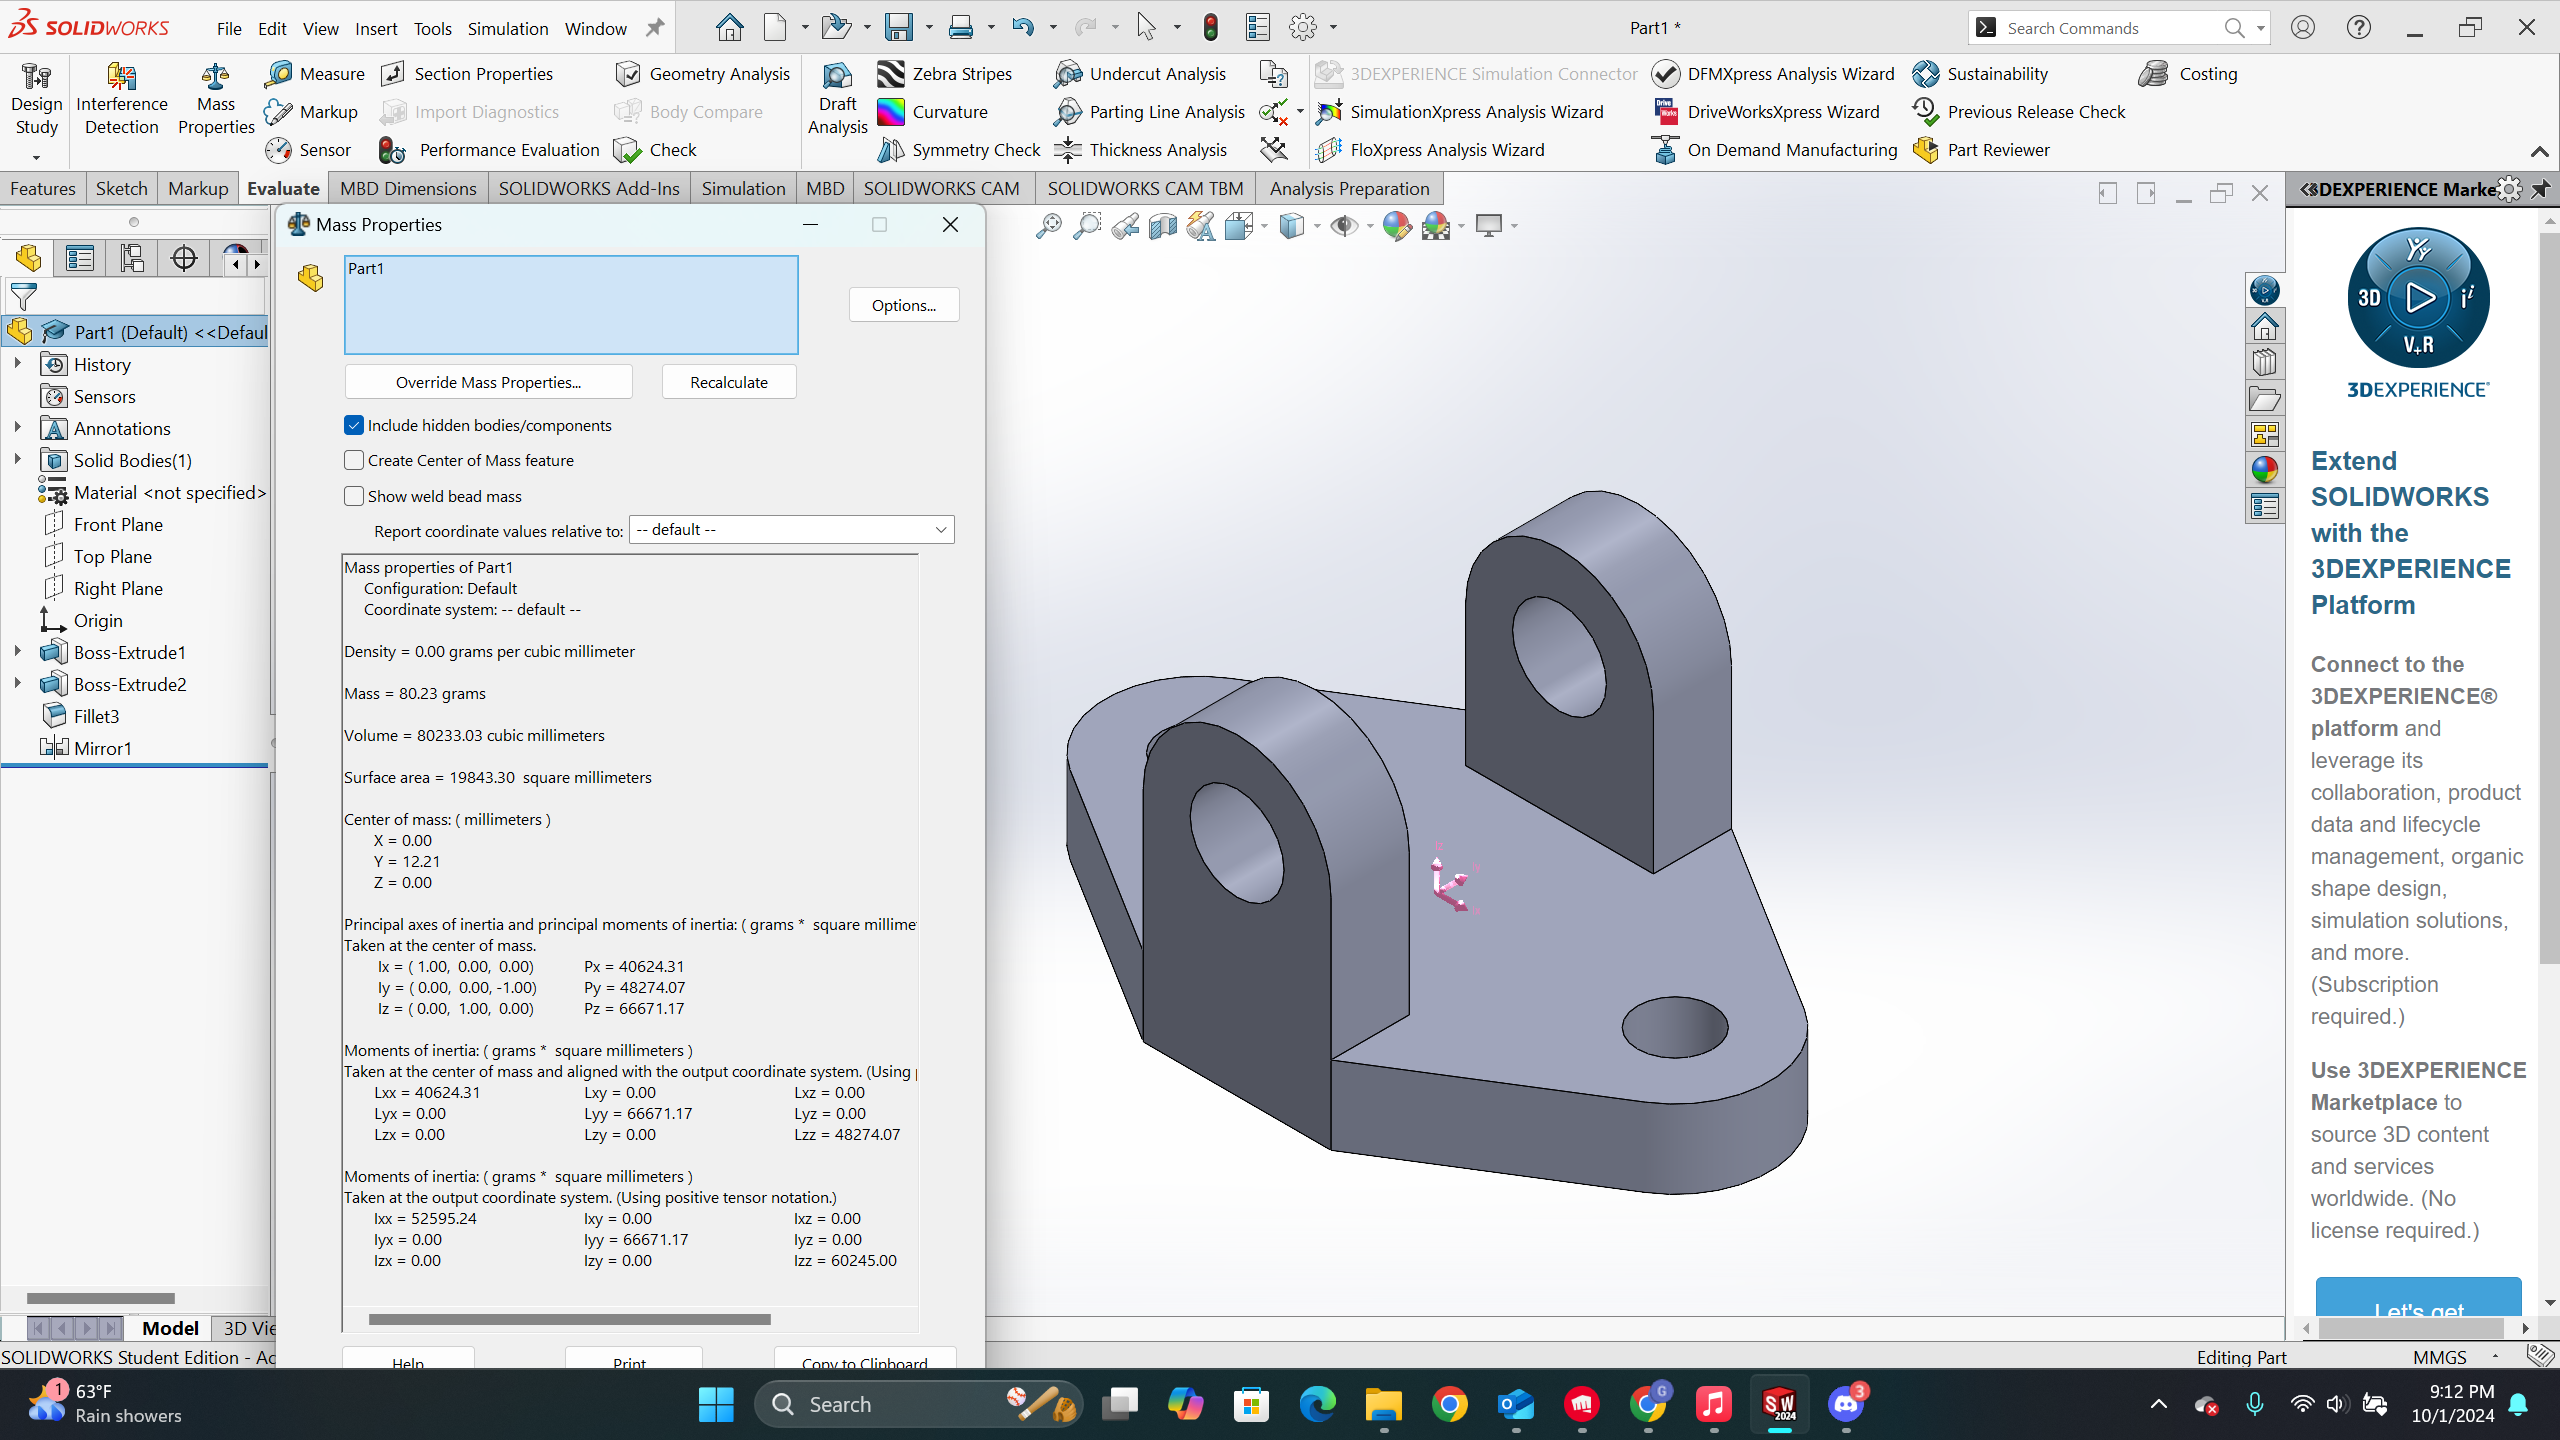 SOLIDWORKS
File Edit View Insert Tools Simulation Window
Part1 *
Search Commands
Design Study
Interference Detection
Mass Properties
Measure
Markup
Sensor
Section Properties
Import Diagnostics
Performance Evaluation
Geometry Analysis
Body Compare
Check
Draft Analysis
Zebra Stripes
Curvature
Symmetry Check
Undercut Analysis
Parting Line Analysis
Thickness Analysis
3DEXPERIENCE Simulation Connector
SimulationXpress Analysis Wizard
FloXpress Analysis Wizard
DFMXpress Analysis Wizard
DriveWorksXpress Wizard
On Demand Manufacturing
Sustainability
Previous Release Check
Part Reviewer
Costing
Features Sketch Markup Evaluate MBD Dimensions SOLIDWORKS Add-Ins Simulation MBD SOLIDWORKS CAM SOLIDWORKS CAM TBM Analysis Preparation
Part1 (Default) <<Defaul
History
Sensors
Annotations
Solid Bodies(1)
Material <not specified>
Front Plane
Top Plane
Right Plane
Origin
Boss-Extrude1
Boss-Extrude2
Fillet3
Mirror1
Mass Properties
Part1
Options...
Override Mass Properties... Recalculate
Include hidden bodies/components
Create Center of Mass feature
Show weld bead mass
Report coordinate values relative to: -- default --
Mass properties of Part1
Configuration: Default
Coordinate system: -- default --
Density = 0.00 grams per cubic millimeter
Mass = 80.23 grams
Volume = 80233.03 cubic millimeters
Surface area = 19843.30 square millimeters
Center of mass: ( millimeters )
X = 0.00
Y = 12.21
Z = 0.00
Principal axes of inertia and principal moments of inertia: ( grams * square millime
Taken at the center of mass.
Ix = ( 1.00, 0.00, 0.00) Px = 40624.31
Iy = ( 0.00, 0.00, -1.00) Py = 48274.07
Iz = ( 0.00, 1.00, 0.00) Pz = 66671.17
Moments of inertia: ( grams * square millimeters )
Taken at the center of mass and aligned with the output coordinate system. (Using
Lxx = 40624.31 Lxy = 0.00 Lxz = 0.00
Lyx = 0.00 Lyy = 66671.17 Lyz = 0.00
Lzx = 0.00 Lzy = 0.00 Lzz = 48274.07
Moments of inertia: ( grams * square millimeters )
Taken at the output coordinate system. (Using positive tensor notation.)
Ixx = 52595.24 Ixy = 0.00 Ixz = 0.00
Iyx = 0.00 Iyy = 66671.17 Iyz = 0.00
Izx = 0.00 Izy = 0.00 Izz = 60245.00
Help Print Copy to Clipboard
3DEXPERIENCE Marke
3D
V+R
3DEXPERIENCE®
Extend
SOLIDWORKS
with the
3DEXPERIENCE
Platform
Connect to the
3DEXPERIENCE®
platform and
leverage its
collaboration, product
data and lifecycle
management, organic
shape design,
simulation solutions,
and more.
(Subscription
required.)
Use 3DEXPERIENCE
Marketplace to
source 3D content
and services
worldwide. (No
license required.)
Let's get
Model 3D Vie
SOLIDWORKS Student Edition - Ac
Editing Part MMGS
1
63°F
Rain showers
Search
G
SW
2024
3
9:12 PM
10/1/2024